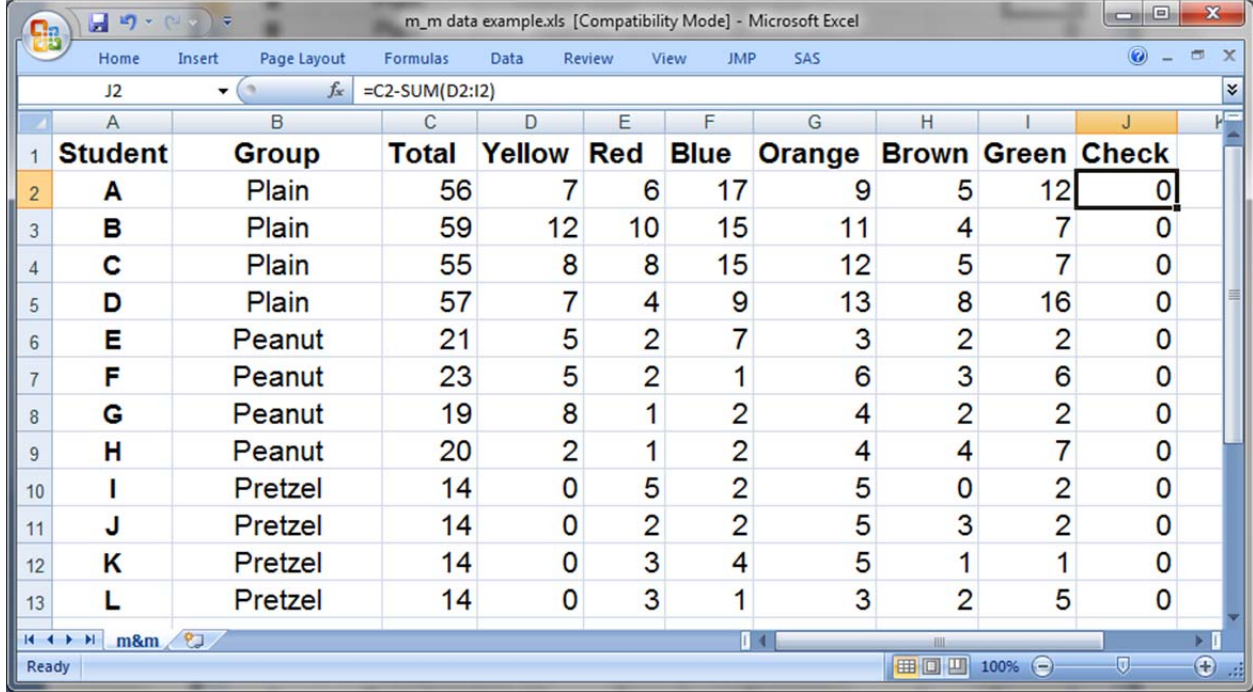 m_m data example.xls [Compatibility Mode] - Microsoft Excel
Home Insert Page Layout Formulas Data Review View JMP SAS
J2 fx =C2-SUM(D2:I2)
A B C D E F G H I J
1 Student Group Total Yellow Red Blue Orange Brown Green Check
2 A Plain 56 7 6 17 9 5 12 0
3 B Plain 59 12 10 15 11 4 7 0
4 C Plain 55 8 8 15 12 5 7 0
5 D Plain 57 7 4 9 13 8 16 0
6 E Peanut 21 5 2 7 3 2 2 0
7 F Peanut 23 5 2 1 6 3 6 0
8 G Peanut 19 8 1 2 4 2 2 0
9 H Peanut 20 2 1 2 4 4 7 0
10 I Pretzel 14 0 5 2 5 0 2 0
11 J Pretzel 14 0 2 2 5 3 2 0
12 K Pretzel 14 0 3 4 5 1 1 0
13 L Pretzel 14 0 3 1 3 2 5 0
m&m
Ready 100%